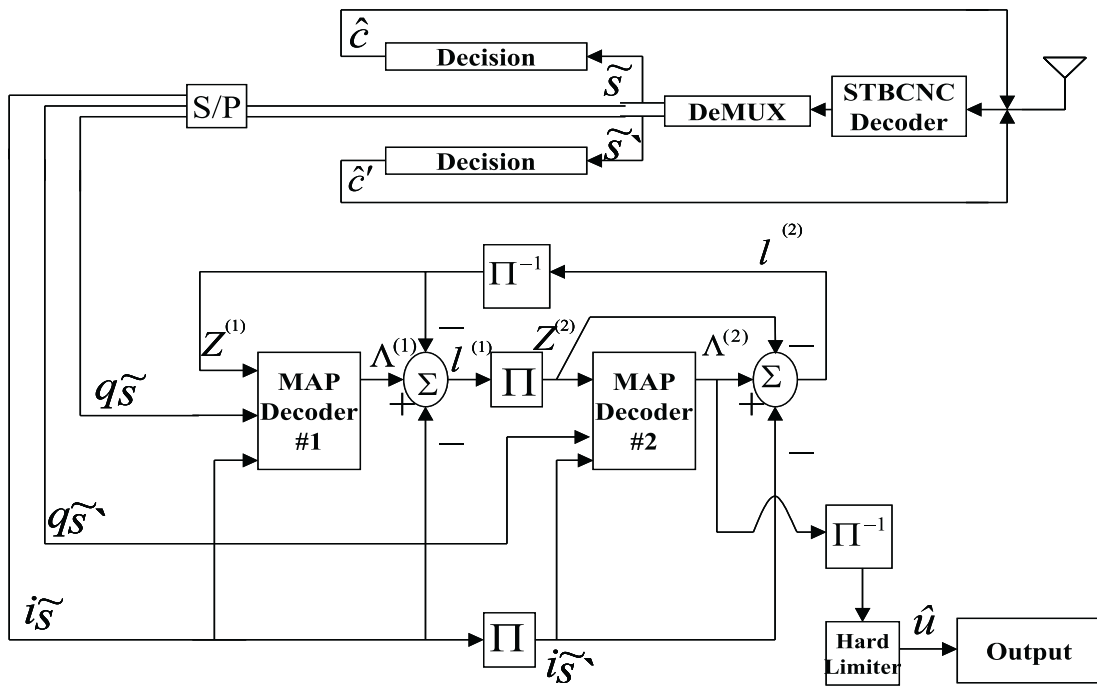 ĉ
Decision
s̃
S/P
DeMUX
STBCNC
Decoder
s̃`
Decision
ĉ'
l ⁽²⁾
Π⁻¹
Z⁽¹⁾
Λ⁽¹⁾
l ⁽¹⁾
Z⁽²⁾
Λ⁽²⁾
−
−
qs̃
MAP
Decoder
#1
Σ
+
−
Π
MAP
Decoder
#2
Σ
+
−
qs̃`
Π⁻¹
is̃
Π
is̃`
Hard
Limiter
û
Output